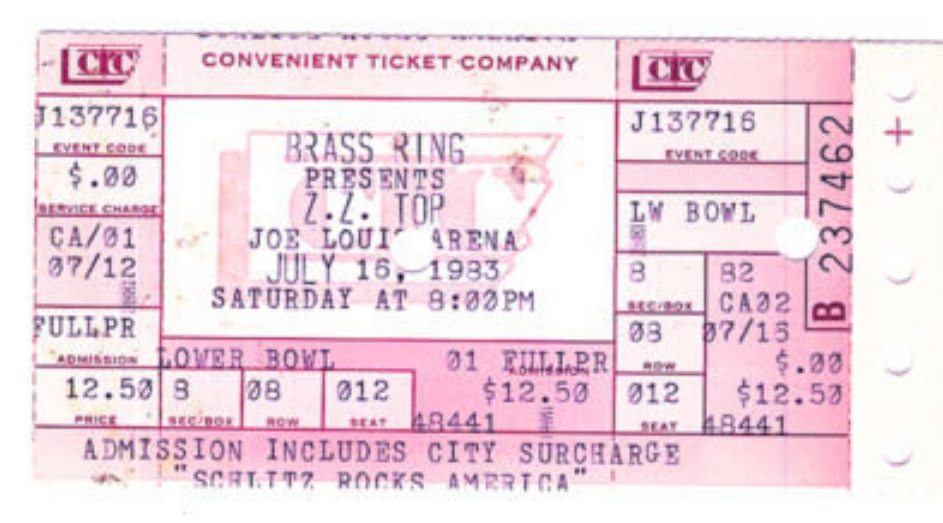 CTC
CONVENIENT TICKET COMPANY
CTC
J137716
EVENT CODE
$.00
SERVICE CHARGE
CA/01
07/12
FULLPR
ADMISSION
12.50
PRICE
BRASS RING
PRESENTS
Z.Z. TOP
JOE LOUIS ARENA
JULY 16, 1983
SATURDAY AT 8:00PM
LOWER BOWL 01 FULLPR
ADMISSION
8 08 012 $12.50
SEC/BOX ROW SEAT 48441
ADMISSION INCLUDES CITY SURCHARGE
"SCHLITZ ROCKS AMERICA"
J137716
EVENT CODE
LW BOWL
8 82
SEC/BOX CA02
08 07/16
ROW $.00
012 $12.50
SEAT 48441
B 237462